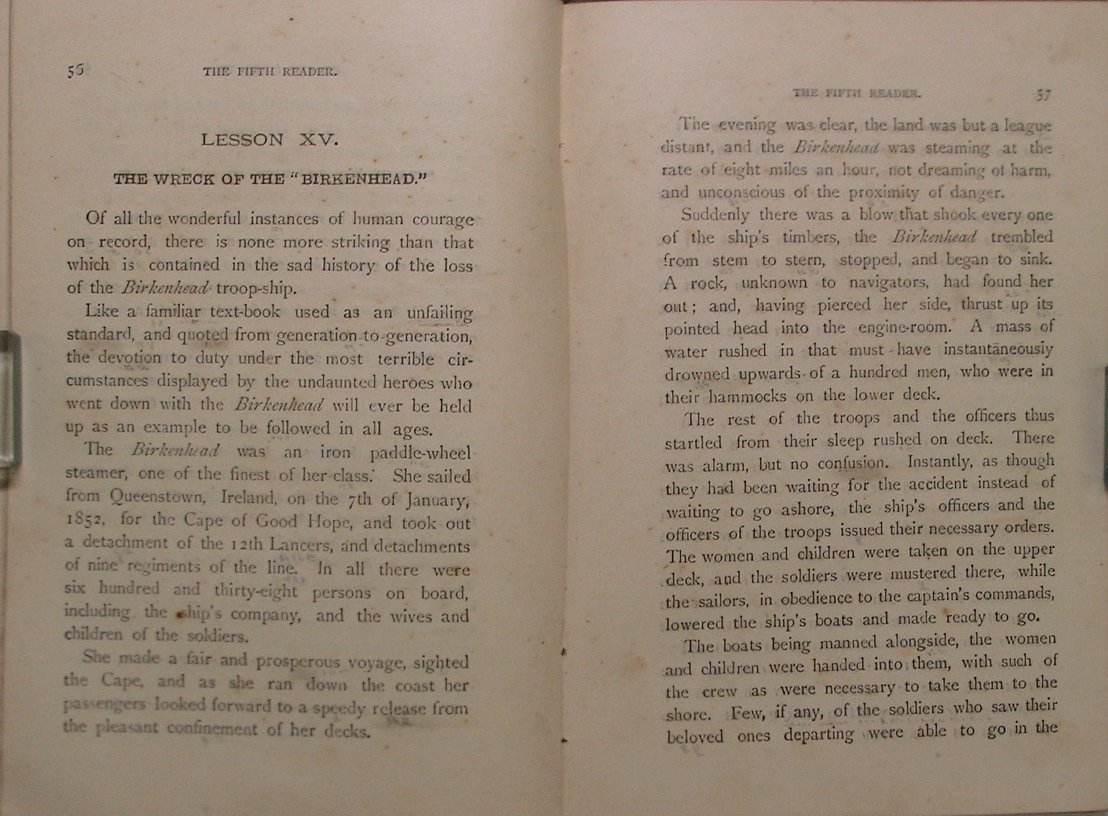 56
THE FIFTH READER.
LESSON XV.
THE WRECK OF THE "BIRKENHEAD."
Of all the wonderful instances of human courage
on record, there is none more striking than that
which is contained in the sad history of the loss
of the Birkenhead troop-ship.
Like a familiar text-book used as an unfailing
standard, and quoted from generation to generation,
the devotion to duty under the most terrible cir-
cumstances displayed by the undaunted heroes who
went down with the Birkenhead will ever be held
up as an example to be followed in all ages.
The Birkenhead was an iron paddle-wheel
steamer, one of the finest of her class. She sailed
from Queenstown, Ireland, on the 7th of January,
1852, for the Cape of Good Hope, and took out
a detachment of the 12th Lancers, and detachments
of nine regiments of the line. In all there were
six hundred and thirty-eight persons on board,
including the ship's company, and the wives and
children of the soldiers.
She made a fair and prosperous voyage, sighted
the Cape, and as she ran down the coast her
passengers looked forward to a speedy release from
the pleasant confinement of her decks.
THE FIFTH READER.
57
The evening was clear, the land was but a league
distant, and the Birkenhead was steaming at the
rate of eight miles an hour, not dreaming of harm,
and unconscious of the proximity of danger.
Suddenly there was a blow that shook every one
of the ship's timbers, the Birkenhead trembled
from stem to stern, stopped, and began to sink.
A rock, unknown to navigators, had found her
out; and, having pierced her side, thrust up its
pointed head into the engine-room. A mass of
water rushed in that must have instantaneously
drowned upwards of a hundred men, who were in
their hammocks on the lower deck.
The rest of the troops and the officers thus
startled from their sleep rushed on deck. There
was alarm, but no confusion. Instantly, as though
they had been waiting for the accident instead of
waiting to go ashore, the ship's officers and the
officers of the troops issued their necessary orders.
The women and children were taken on the upper
deck, and the soldiers were mustered there, while
the sailors, in obedience to the captain's commands,
lowered the ship's boats and made ready to go.
The boats being manned alongside, the women
and children were handed into them, with such of
the crew as were necessary to take them to the
shore. Few, if any, of the soldiers who saw their
beloved ones departing were able to go in the